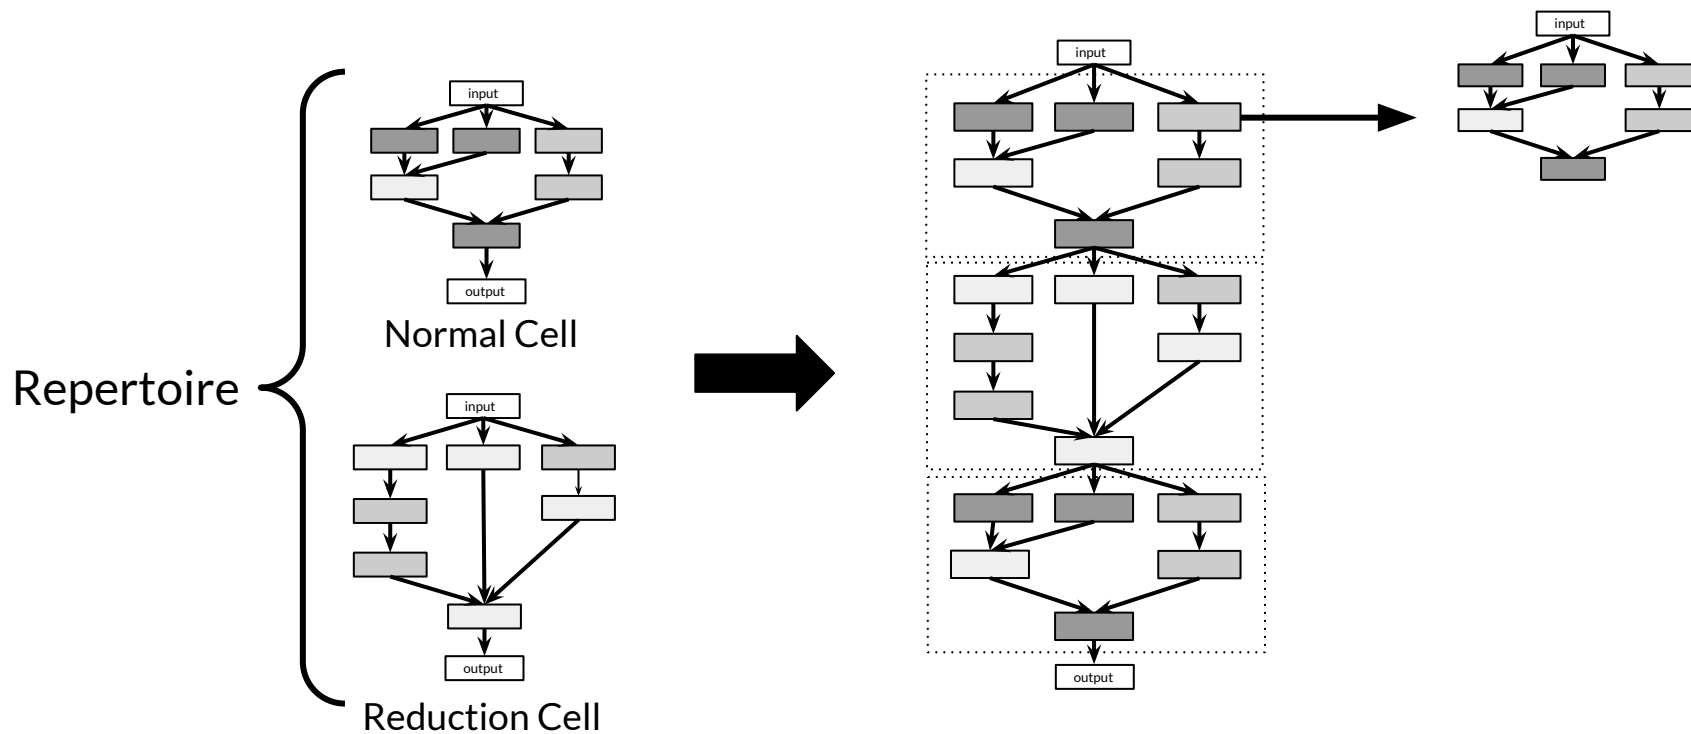 input
output
Normal Cell
Repertoire
input
output
Reduction Cell
input
output
input